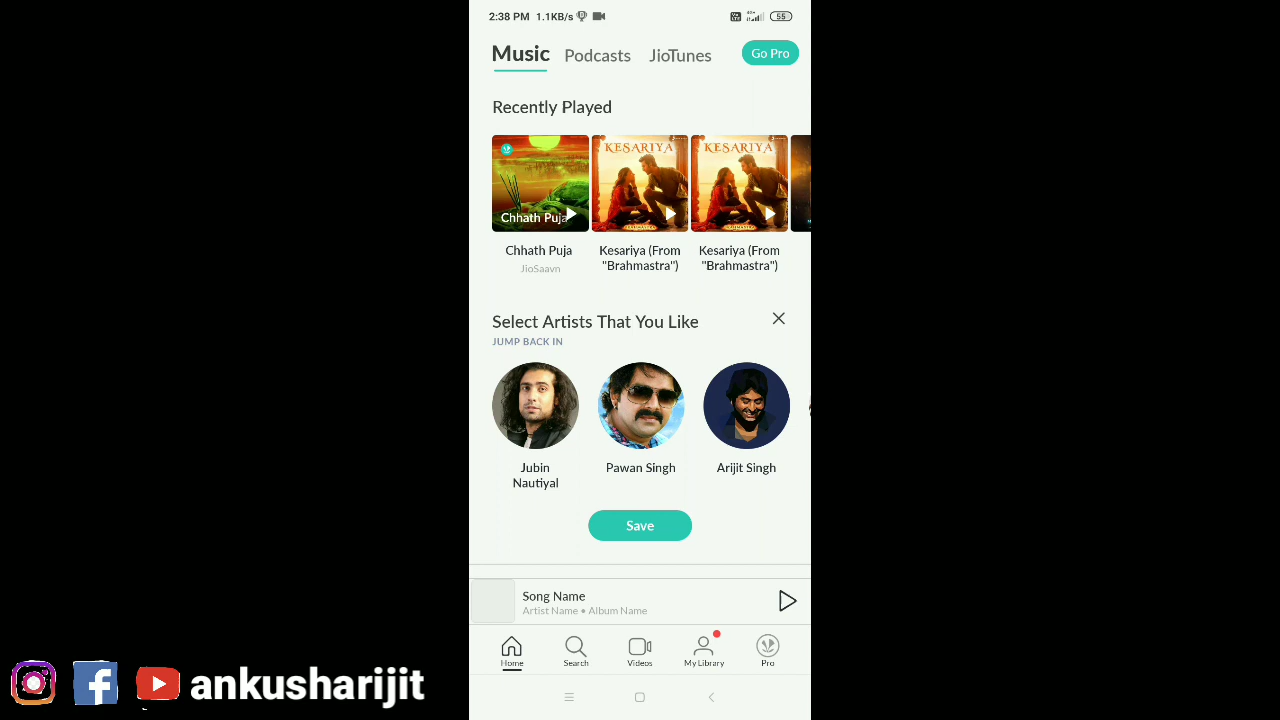 2:38 PM 1.1KB/s
4G+
55
Music Podcasts JioTunes Go Pro
Recently Played
KESARIYA KESARIYA
Chhath Puja
Chhath Puja Kesariya (From Kesariya (From
JioSaavn "Brahmastra") "Brahmastra")
Select Artists That You Like
JUMP BACK IN
Jubin Pawan Singh Arijit Singh
Nautiyal
Save
Song Name
Artist Name • Album Name
Home Search Videos My Library Pro
ankusharijit